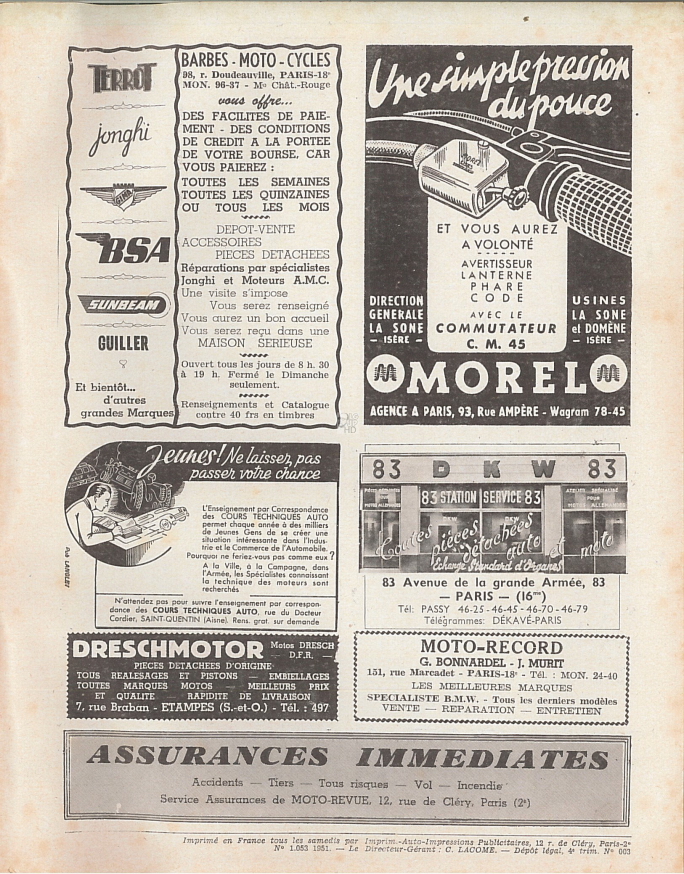 TERROT
jonghi
BSA
SUNBEAM
GUILLER
Et bientôt...
d'autres
grandes Marques
BARBES - MOTO - CYCLES
98, r. Doudeauville, PARIS-18e
MON. 96-37 - Mo Chât.-Rouge
vous offre...
DES FACILITES DE PAIE-
MENT - DES CONDITIONS
DE CREDIT A LA PORTEE
DE VOTRE BOURSE, CAR
VOUS PAIEREZ :
TOUTES LES SEMAINES
TOUTES LES QUINZAINES
OU TOUS LES MOIS
DEPOT-VENTE
ACCESSOIRES
PIECES DETACHEES
Réparations par spécialistes
Jonghi et Moteurs A.M.C.
Une visite s'impose
Vous serez renseigné
Vous aurez un bon accueil
Vous serez reçu dans une
MAISON SERIEUSE
Ouvert tous les jours de 8 h. 30
à 19 h. Fermé le Dimanche
seulement.
Renseignements et Catalogue
contre 40 frs en timbres
Une simple pression
du pouce
ET VOUS AUREZ
A VOLONTÉ
AVERTISSEUR
LANTERNE
PHARE
CODE
AVEC LE
COMMUTATEUR
C. M. 45
DIRECTION
GENERALE
LA SONE
- ISÈRE -
USINES
LA SONE
et DOMÈNE
- ISÈRE -
MOREL
AGENCE A PARIS, 93, Rue AMPÈRE - Wagram 78-45
Jeunes! Ne laissez pas
passer votre chance
L'Enseignement par Correspondance
des COURS TECHNIQUES AUTO
permet chaque année à des milliers
de Jeunes Gens de se créer une
situation intéressante dans l'Indus-
trie et le Commerce de l'Automobile.
Pourquoi ne feriez-vous pas comme eux ?
A la Ville, à la Campagne, dans
l'Armée, les Spécialistes connaissant
la technique des moteurs sont
recherchés
N'attendez pas pour suivre l'enseignement par correspon-
dance des COURS TECHNIQUES AUTO, rue du Docteur
Cordier, SAINT-QUENTIN (Aisne). Rens. grat. sur demande
83 DKW 83
83 STATION SERVICE 83
ATELIER SPÉCIALISÉ
POUR
Toutes pièces
détachées
auto et moto
Echange Standard d'Organes
83 Avenue de la grande Armée, 83
— PARIS — (16me)
Tél: PASSY 46-25 - 46-45 - 46-70 - 46-79
Télégrammes: DÉKAVÉ-PARIS
DRESCHMOTOR Motos DRESCH
— D.F.R. —
PIECES DETACHEES D'ORIGINE
TOUS REALESAGES ET PISTONS — EMBIELLAGES
TOUTES MARQUES MOTOS — MEILLEURS PRIX
- ET QUALITE - RAPIDITE DE LIVRAISON
7, rue Braban - ETAMPES (S.-et-O.) - Tél. : 497
MOTO-RECORD
G. BONNARDEL - J. MURIT
151, rue Marcadet - PARIS-18e - Tél. : MON. 24-40
LES MEILLEURES MARQUES
SPECIALISTE B.M.W. - Tous les derniers modèles
VENTE — REPARATION — ENTRETIEN
ASSURANCES IMMEDIATES
Accidents — Tiers — Tous risques — Vol — Incendie
Service Assurances de MOTO-REVUE, 12, rue de Cléry, Paris (2e)
Imprimé en France tous les samedis par Imprim.-Auto-Impressions Publicitaires, 12 r. de Cléry, Paris-2e
No 1.053 1951. — Le Directeur-Gérant : C. LACOME. — Dépôt légal, 4e trim. No 003